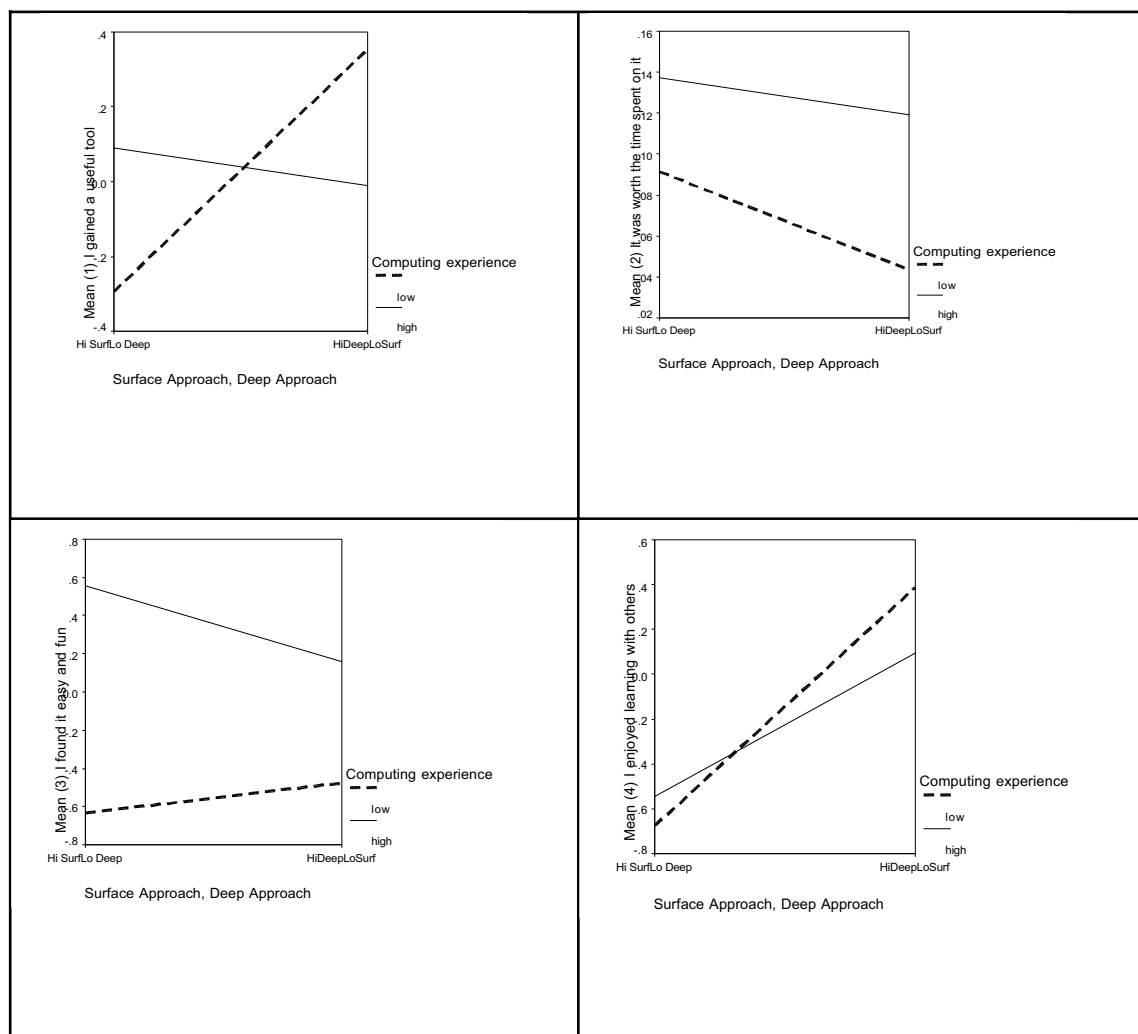 .4
.2
0.0
-.2
-.4
Mean (1) I gained a useful tool
Hi SurfLo Deep
HiDeepLoSurf
Surface Approach, Deep Approach
Computing experience
low
high
.16
.14
.12
.10
.08
.06
.04
.02
Mean (2) It was worth the time spent on it
Hi SurfLo Deep
HiDeepLoSurf
Surface Approach, Deep Approach
Computing experience
low
high
.8
.6
.4
.2
0.0
-.2
-.4
-.6
-.8
Mean (3) I found it easy and fun
Hi SurfLo Deep
HiDeepLoSurf
Surface Approach, Deep Approach
Computing experience
low
high
.6
.4
.2
0.0
-.2
-.4
-.6
-.8
Mean (4) I enjoyed learning with others
Hi SurfLo Deep
HiDeepLoSurf
Surface Approach, Deep Approach
Computing experience
low
high